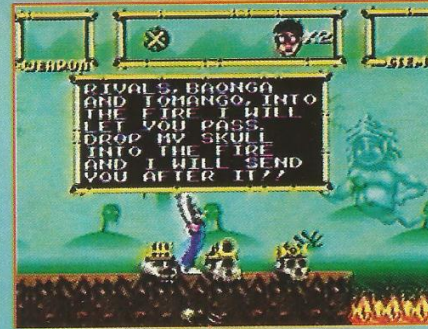 X2
WEAPON
GEM
RIVALS, BAONGA
AND TOMANGO, INTO
THE FIRE I WILL
LET YOU PASS.
DROP MY SKULL
INTO THE FIRE
AND I WILL SEND
YOU AFTER IT!!